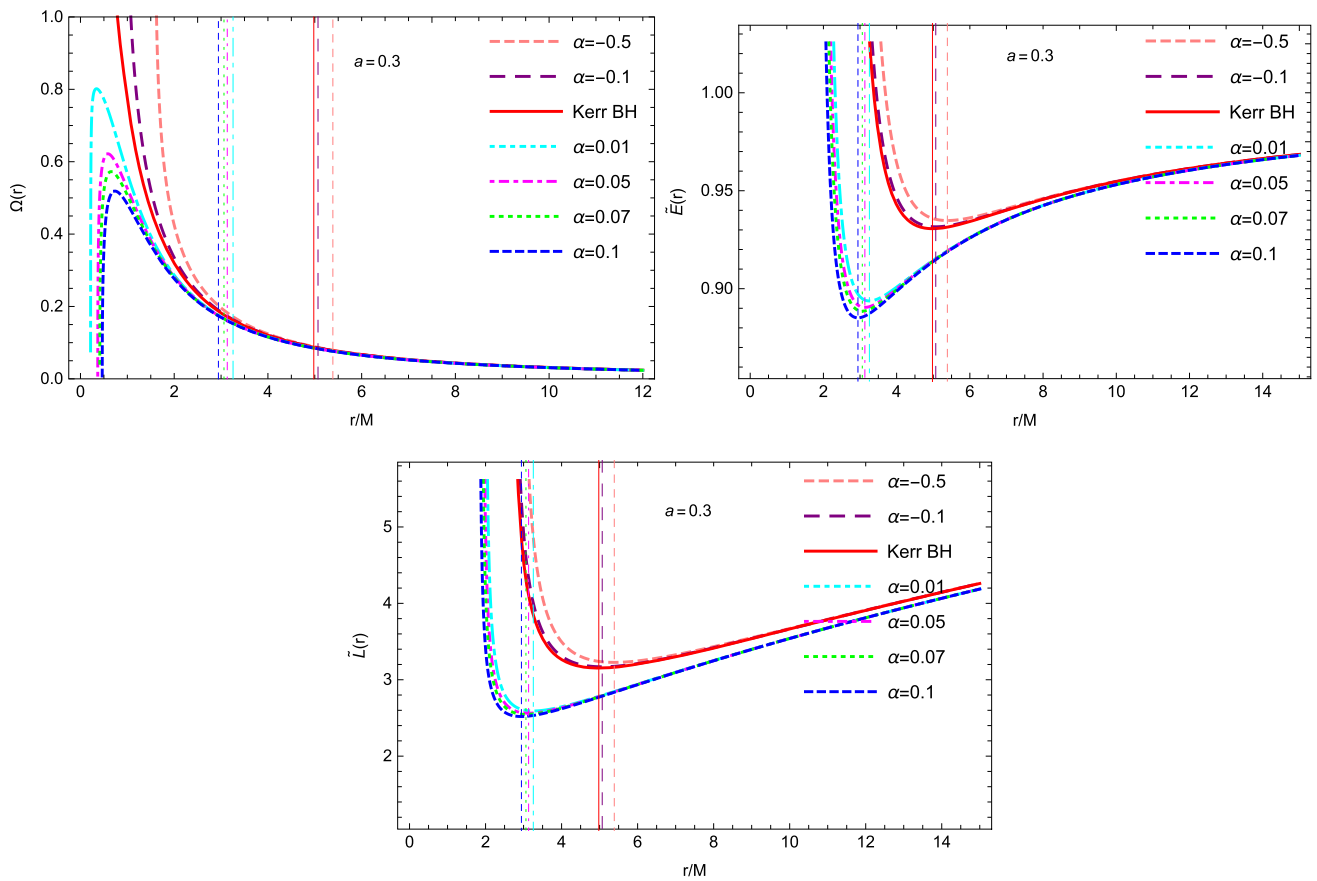 1.0
0.8
0.6
0.4
0.2
0.0
Ω(r)
0 2 4 6 8 10 12
r/M
a = 0.3
α=−0.5
α=−0.1
Kerr BH
α=0.01
α=0.05
α=0.07
α=0.1
1.00
0.95
0.90
Ẽ(r)
0 2 4 6 8 10 12 14
r/M
a = 0.3
α=−0.5
α=−0.1
Kerr BH
α=0.01
α=0.05
α=0.07
α=0.1
5
4
3
2
L̃(r)
0 2 4 6 8 10 12 14
r/M
a = 0.3
α=−0.5
α=−0.1
Kerr BH
α=0.01
α=0.05
α=0.07
α=0.1